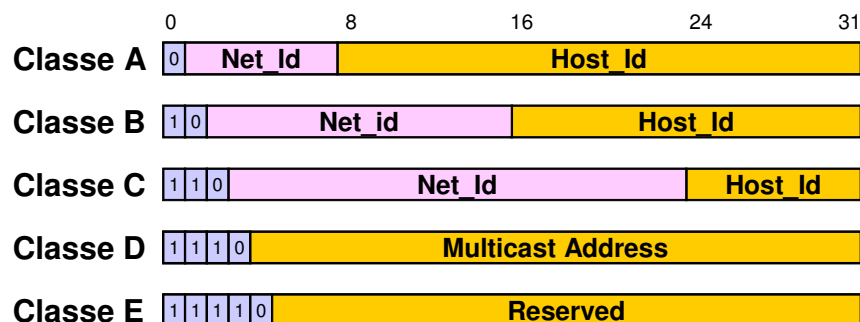 0 8 16 24 31
Classe A 0 Net_Id Host_Id
Classe B 1 0 Net_id Host_Id
Classe C 1 1 0 Net_Id Host_Id
Classe D 1 1 1 0 Multicast Address
Classe E 1 1 1 1 0 Reserved